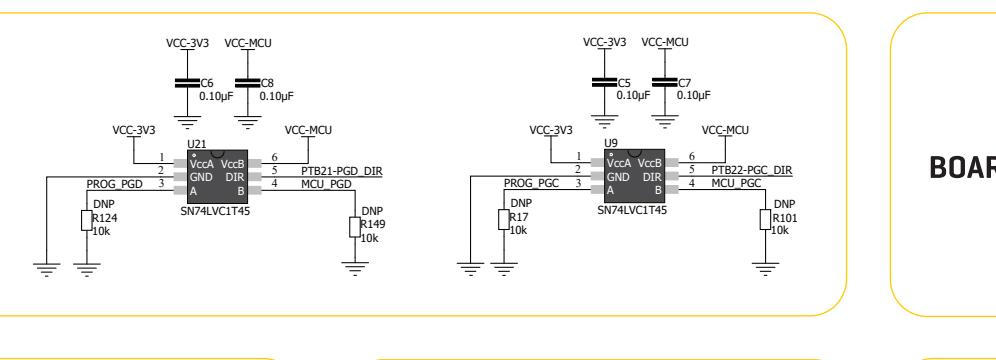 VCC-3V3 VCC-MCU
C6 C8
0.10µF 0.10µF
VCC-3V3 U21 VCC-MCU
1 VccA VccB 6
2 GND DIR 5 PTB21-PGD_DIR
PROG_PGD 3 A B 4 MCU_PGD
SN74LVC1T45
DNP
R124
10k
DNP
R149
10k
VCC-3V3 VCC-MCU
C5 C7
0.10µF 0.10µF
VCC-3V3 U9 VCC-MCU
1 VccA VccB 6
2 GND DIR 5 PTB22-PGC_DIR
PROG_PGC 3 A B 4 MCU_PGC
SN74LVC1T45
DNP
R17
10k
DNP
R101
10k